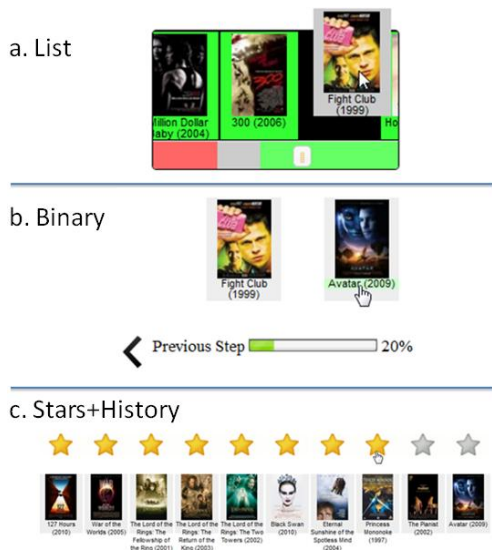 a. List
Million Dollar
Baby (2004)
300 (2006)
Fight Club
(1999)
Ho
b. Binary
Fight Club
(1999)
Avatar (2009)
Previous Step
20%
c. Stars+History
127 Hours
(2010)
War of the
Worlds (2005)
The Lord of the
Rings: The
Fellowship of
the Ring (2001)
The Lord of the
Rings: The
Return of the
King (2003)
The Lord of the
Rings: The Two
Towers (2002)
Black Swan
(2010)
Eternal
Sunshine of the
Spotless Mind
(2004)
Princess
Mononoke
(1997)
The Pianist
(2002)
Avatar (2009)